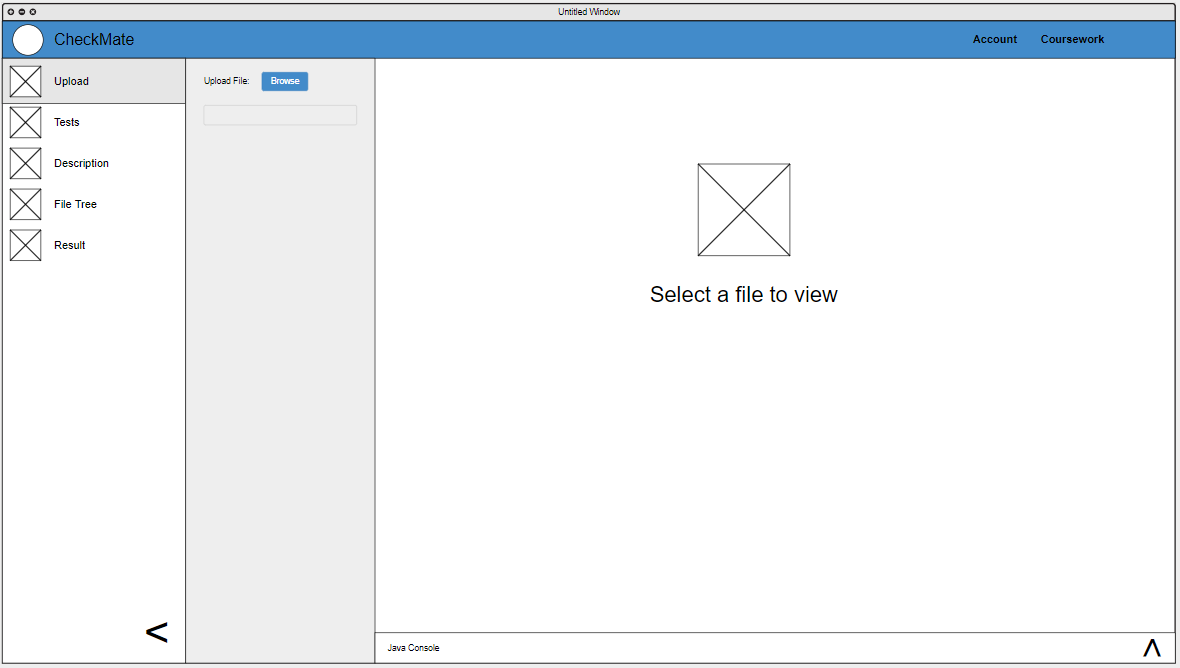 Untitled Window
CheckMate
Account
Coursework
Upload
Tests
Description
File Tree
Result
<
Upload File:
Browse
Select a file to view
Java Console